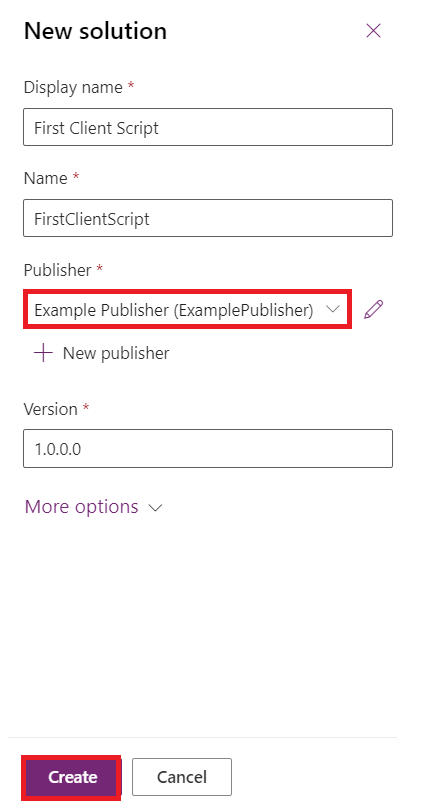 New solution
Display name *
First Client Script
Name *
FirstClientScript
Publisher *
Example Publisher (ExamplePublisher)
New publisher
Version *
1.0.0.0
More options
Create Cancel